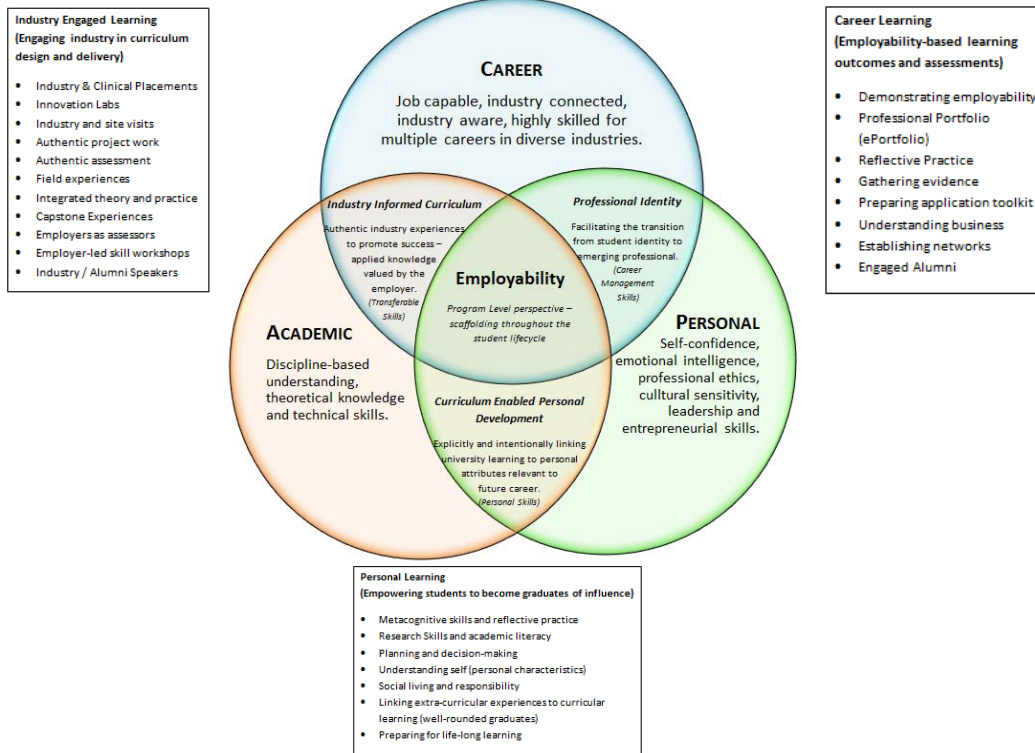 Industry Engaged Learning
(Engaging industry in curriculum
design and delivery)
• Industry & Clinical Placements
• Innovation Labs
• Industry and site visits
• Authentic project work
• Authentic assessment
• Field experiences
• Integrated theory and practice
• Capstone Experiences
• Employers as assessors
• Employer-led skill workshops
• Industry / Alumni Speakers
CAREER
Job capable, industry connected,
industry aware, highly skilled for
multiple careers in diverse industries.
Career Learning
(Employability-based learning
outcomes and assessments)
• Demonstrating employability
• Professional Portfolio
(ePortfolio)
• Reflective Practice
• Gathering evidence
• Preparing application toolkit
• Understanding business
• Establishing networks
• Engaged Alumni
Industry Informed Curriculum
Authentic industry experiences
to promote success –
applied knowledge
valued by the
employer.
(Transferable
Skills)
Professional Identity
Facilitating the transition
from student identity to
emerging professional.
(Career
Management
Skills)
Employability
Program Level perspective –
scaffolding throughout the
student lifecycle
ACADEMIC
Discipline-based
understanding,
theoretical knowledge
and technical skills.
PERSONAL
Self-confidence,
emotional intelligence,
professional ethics,
cultural sensitivity,
leadership and
entrepreneurial skills.
Curriculum Enabled Personal
Development
Explicitly and intentionally linking
university learning to personal
attributes relevant to
future career.
(Personal Skills)
Personal Learning
(Empowering students to become graduates of influence)
• Metacognitive skills and reflective practice
• Research Skills and academic literacy
• Planning and decision-making
• Understanding self (personal characteristics)
• Social living and responsibility
• Linking extra-curricular experiences to curricular
learning (well-rounded graduates)
• Preparing for life-long learning